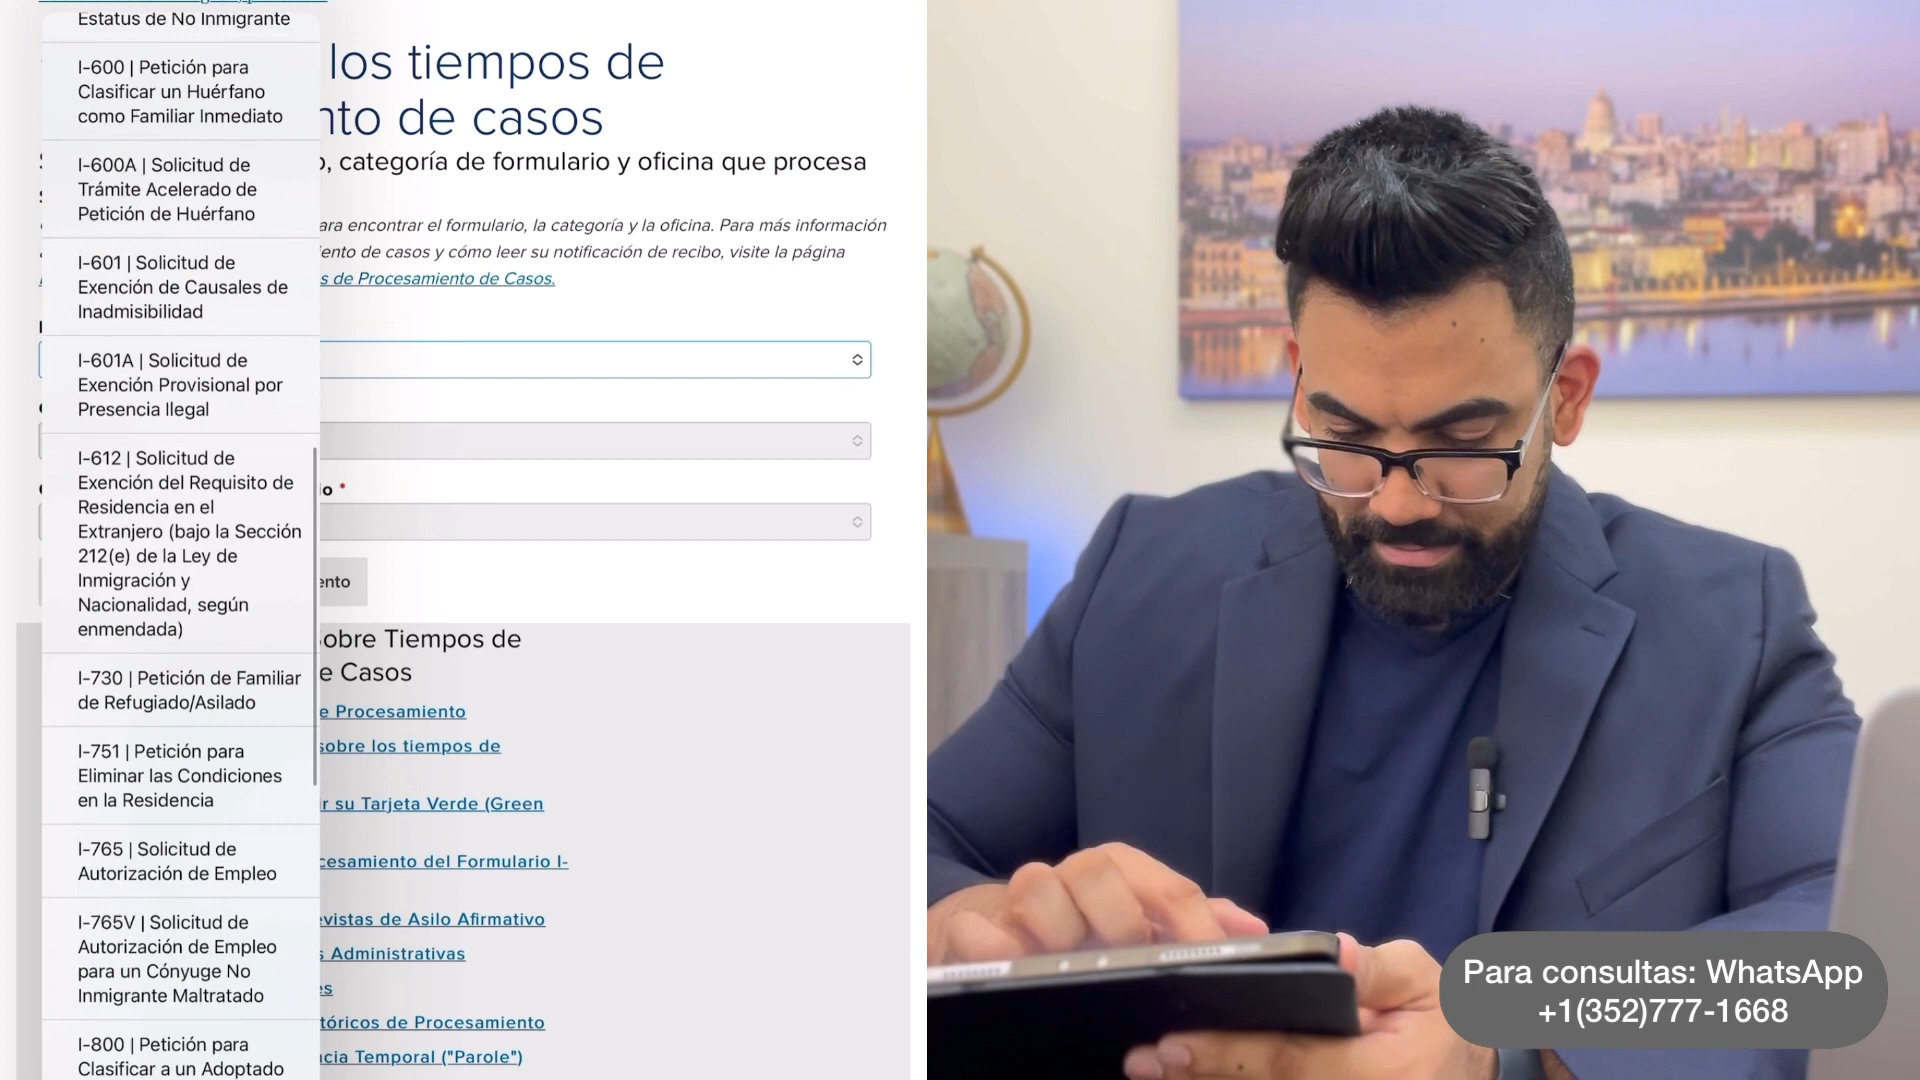 Estatus de No Inmigrante
I-600 | Petición para
Clasificar un Huérfano
como Familiar Inmediato
I-600A | Solicitud de
Trámite Acelerado de
Petición de Huérfano
I-601 | Solicitud de
Exención de Causales de
Inadmisibilidad
I-601A | Solicitud de
Exención Provisional por
Presencia Ilegal
I-612 | Solicitud de
Exención del Requisito de
Residencia en el
Extranjero (bajo la Sección
212(e) de la Ley de
Inmigración y
Nacionalidad, según
enmendada)
I-730 | Petición de Familiar
de Refugiado/Asilado
I-751 | Petición para
Eliminar las Condiciones
en la Residencia
I-765 | Solicitud de
Autorización de Empleo
I-765V | Solicitud de
Autorización de Empleo
para un Cónyuge No
Inmigrante Maltratado
I-800 | Petición para
Clasificar a un Adoptado
los tiempos de
nto de casos
, categoría de formulario y oficina que procesa
ara encontrar el formulario, la categoría y la oficina. Para más información
iento de casos y cómo leer su notificación de recibo, visite la página
s de Procesamiento de Casos.
io *
ento
sobre Tiempos de
e Casos
e Procesamiento
sobre los tiempos de
r su Tarjeta Verde (Green
cesamiento del Formulario I-
evistas de Asilo Afirmativo
s Administrativas
es
tóricos de Procesamiento
cia Temporal ("Parole")
Para consultas: WhatsApp
+1(352)777-1668